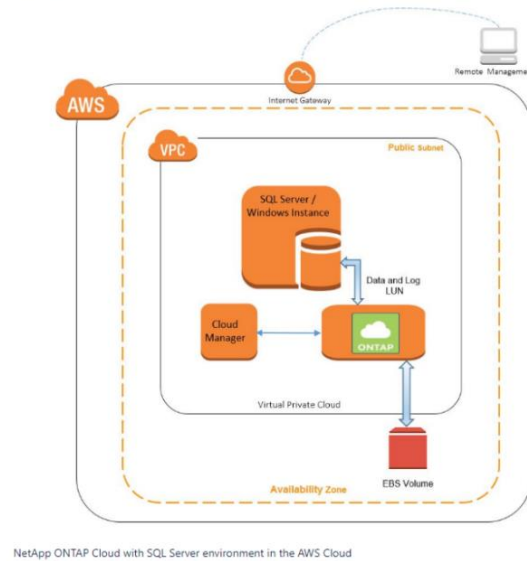 Remote Manageme
Internet Gateway
AWS
VPC
Public Subnet
SQL Server /
Windows Instance
Data and Log
LUN
Cloud
Manager
ONTAP
Virtual Private Cloud
EBS Volume
Availability Zone
NetApp ONTAP Cloud with SQL Server environment in the AWS Cloud